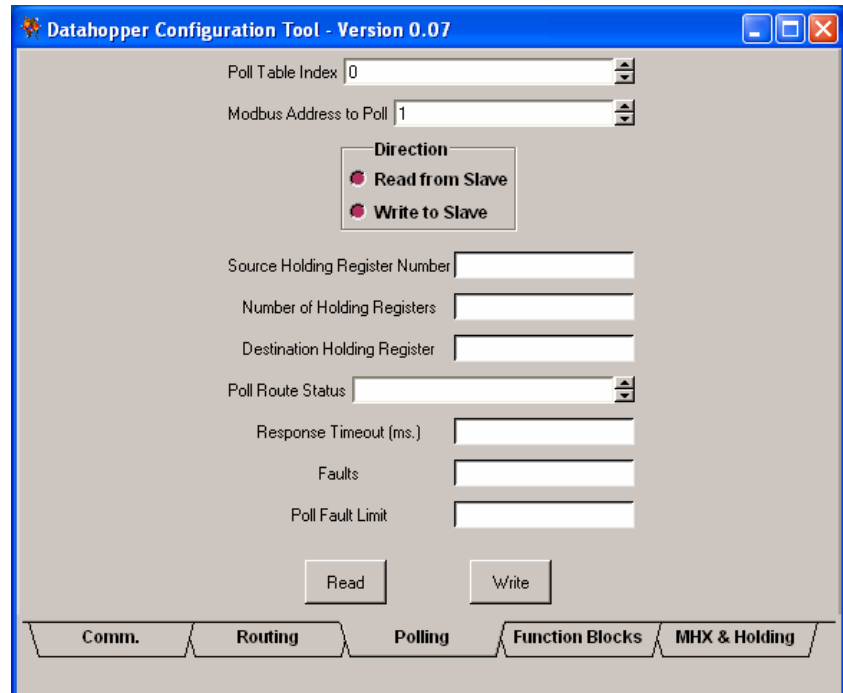 Datahopper Configuration Tool - Version 0.07
Poll Table Index 0
Modbus Address to Poll 1
Direction
Read from Slave
Write to Slave
Source Holding Register Number
Number of Holding Registers
Destination Holding Register
Poll Route Status
Response Timeout (ms.)
Faults
Poll Fault Limit
Read Write
Comm. Routing Polling Function Blocks MHX & Holding